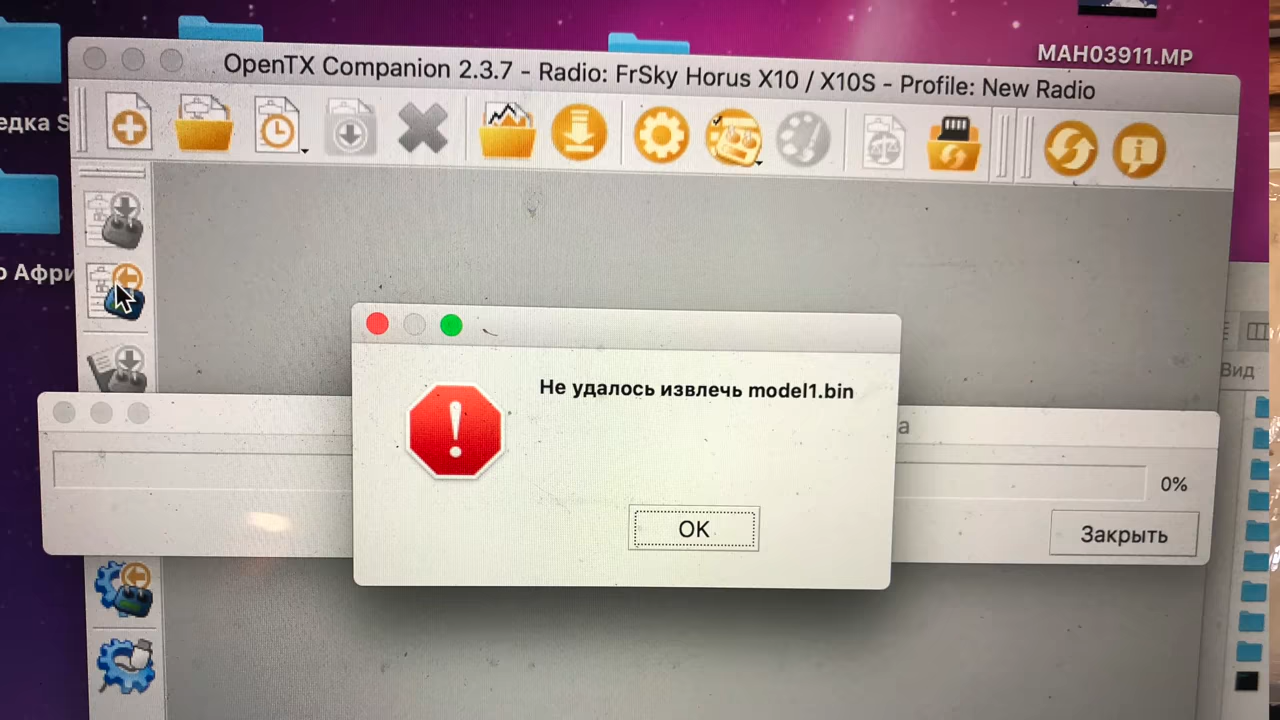 MAH03911.MP
OpenTX Companion 2.3.7 - Radio: FrSky Horus X10 / X10S - Profile: New Radio
едка S
о Афри
Не удалось извлечь model1.bin
Вид
а
0%
OK
Закрыть